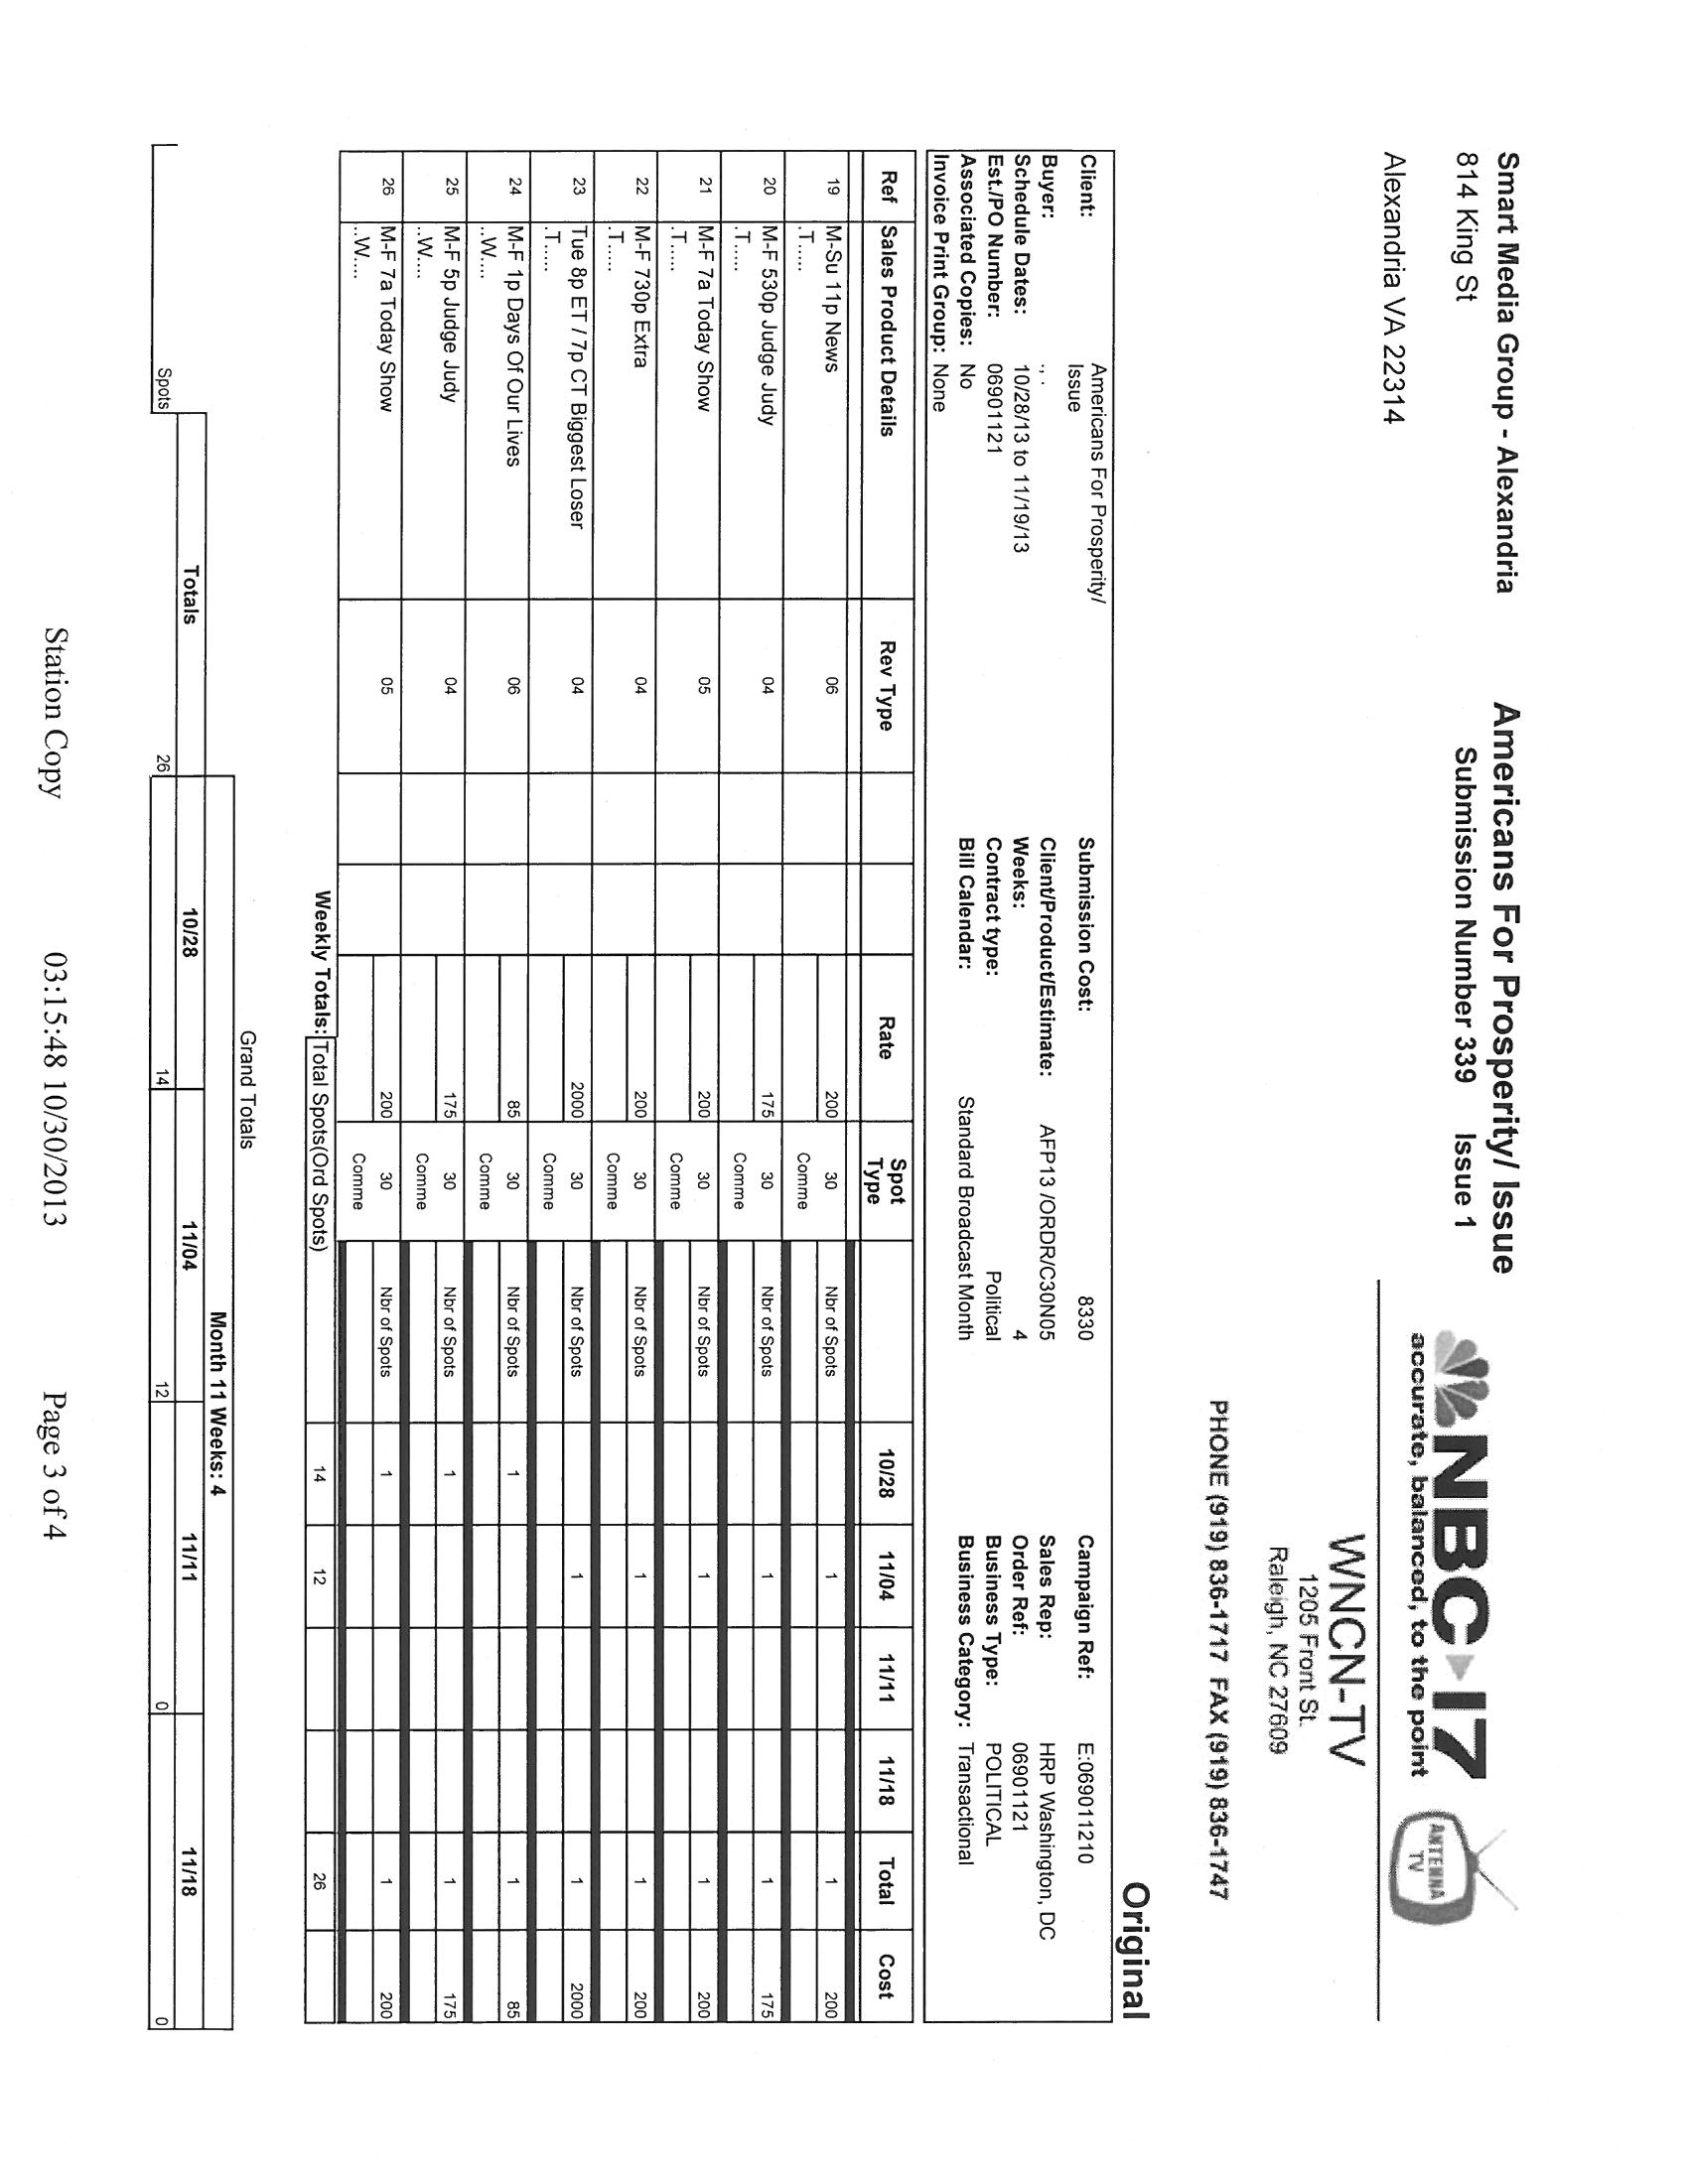 Smart Media Group - Alexandria
814 King St
Alexandria VA 22314
Americans For Prosperity/ Issue
Submission Number 339 Issue 1
NBC 17
accurate, balanced, to the point
ANTENNA TV
WNCN-TV
1205 Front St.
Raleigh, NC 27609
PHONE (919) 836-1717 FAX (919) 836-1747
Original
Client: Americans For Prosperity/ Issue Submission Cost: 8330 Campaign Ref: E:069011210
Buyer: ., . Client/Product/Estimate: AFP13 /ORDR/C30N05 Sales Rep: HRP Washington, DC
Schedule Dates: 10/28/13 to 11/19/13 Weeks: 4 Order Ref: 06901121
Est./PO Number: 06901121 Contract type: Political Business Type: POLITICAL
Associated Copies: No Bill Calendar: Standard Broadcast Month Business Category: Transactional
Invoice Print Group: None
Ref Sales Product Details Rev Type Rate Spot Type 10/28 11/04 11/11 11/18 Total Cost
19 M-Su 11p News 06 200 30 Nbr of Spots 1 1 200
.T..... Comme
20 M-F 530p Judge Judy 04 175 30 Nbr of Spots 1 1 175
.T..... Comme
21 M-F 7a Today Show 05 200 30 Nbr of Spots 1 1 200
.T..... Comme
22 M-F 730p Extra 04 200 30 Nbr of Spots 1 1 200
.T..... Comme
23 Tue 8p ET / 7p CT Biggest Loser 04 2000 30 Nbr of Spots 1 1 2000
.T..... Comme
24 M-F 1p Days Of Our Lives 06 85 30 Nbr of Spots 1 1 85
..W.... Comme
25 M-F 5p Judge Judy 04 175 30 Nbr of Spots 1 1 175
..W.... Comme
26 M-F 7a Today Show 05 200 30 Nbr of Spots 1 1 200
..W.... Comme
Weekly Totals: Total Spots(Ord Spots) 14 12 26
Grand Totals
Month 11 Weeks: 4
Totals 10/28 11/04 11/11 11/18
Spots 26 14 12 0 0
Station Copy 03:15:48 10/30/2013 Page 3 of 4